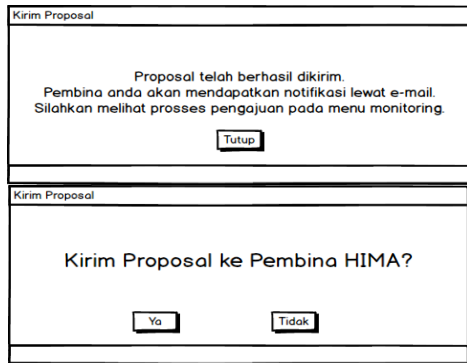 Kirim Proposal
Proposal telah berhasil dikirim.
Pembina anda akan mendapatkan notifikasi lewat e-mail.
Silahkan melihat prosses pengajuan pada menu monitoring.
Tutup
Kirim Proposal
Kirim Proposal ke Pembina HIMA?
Ya Tidak